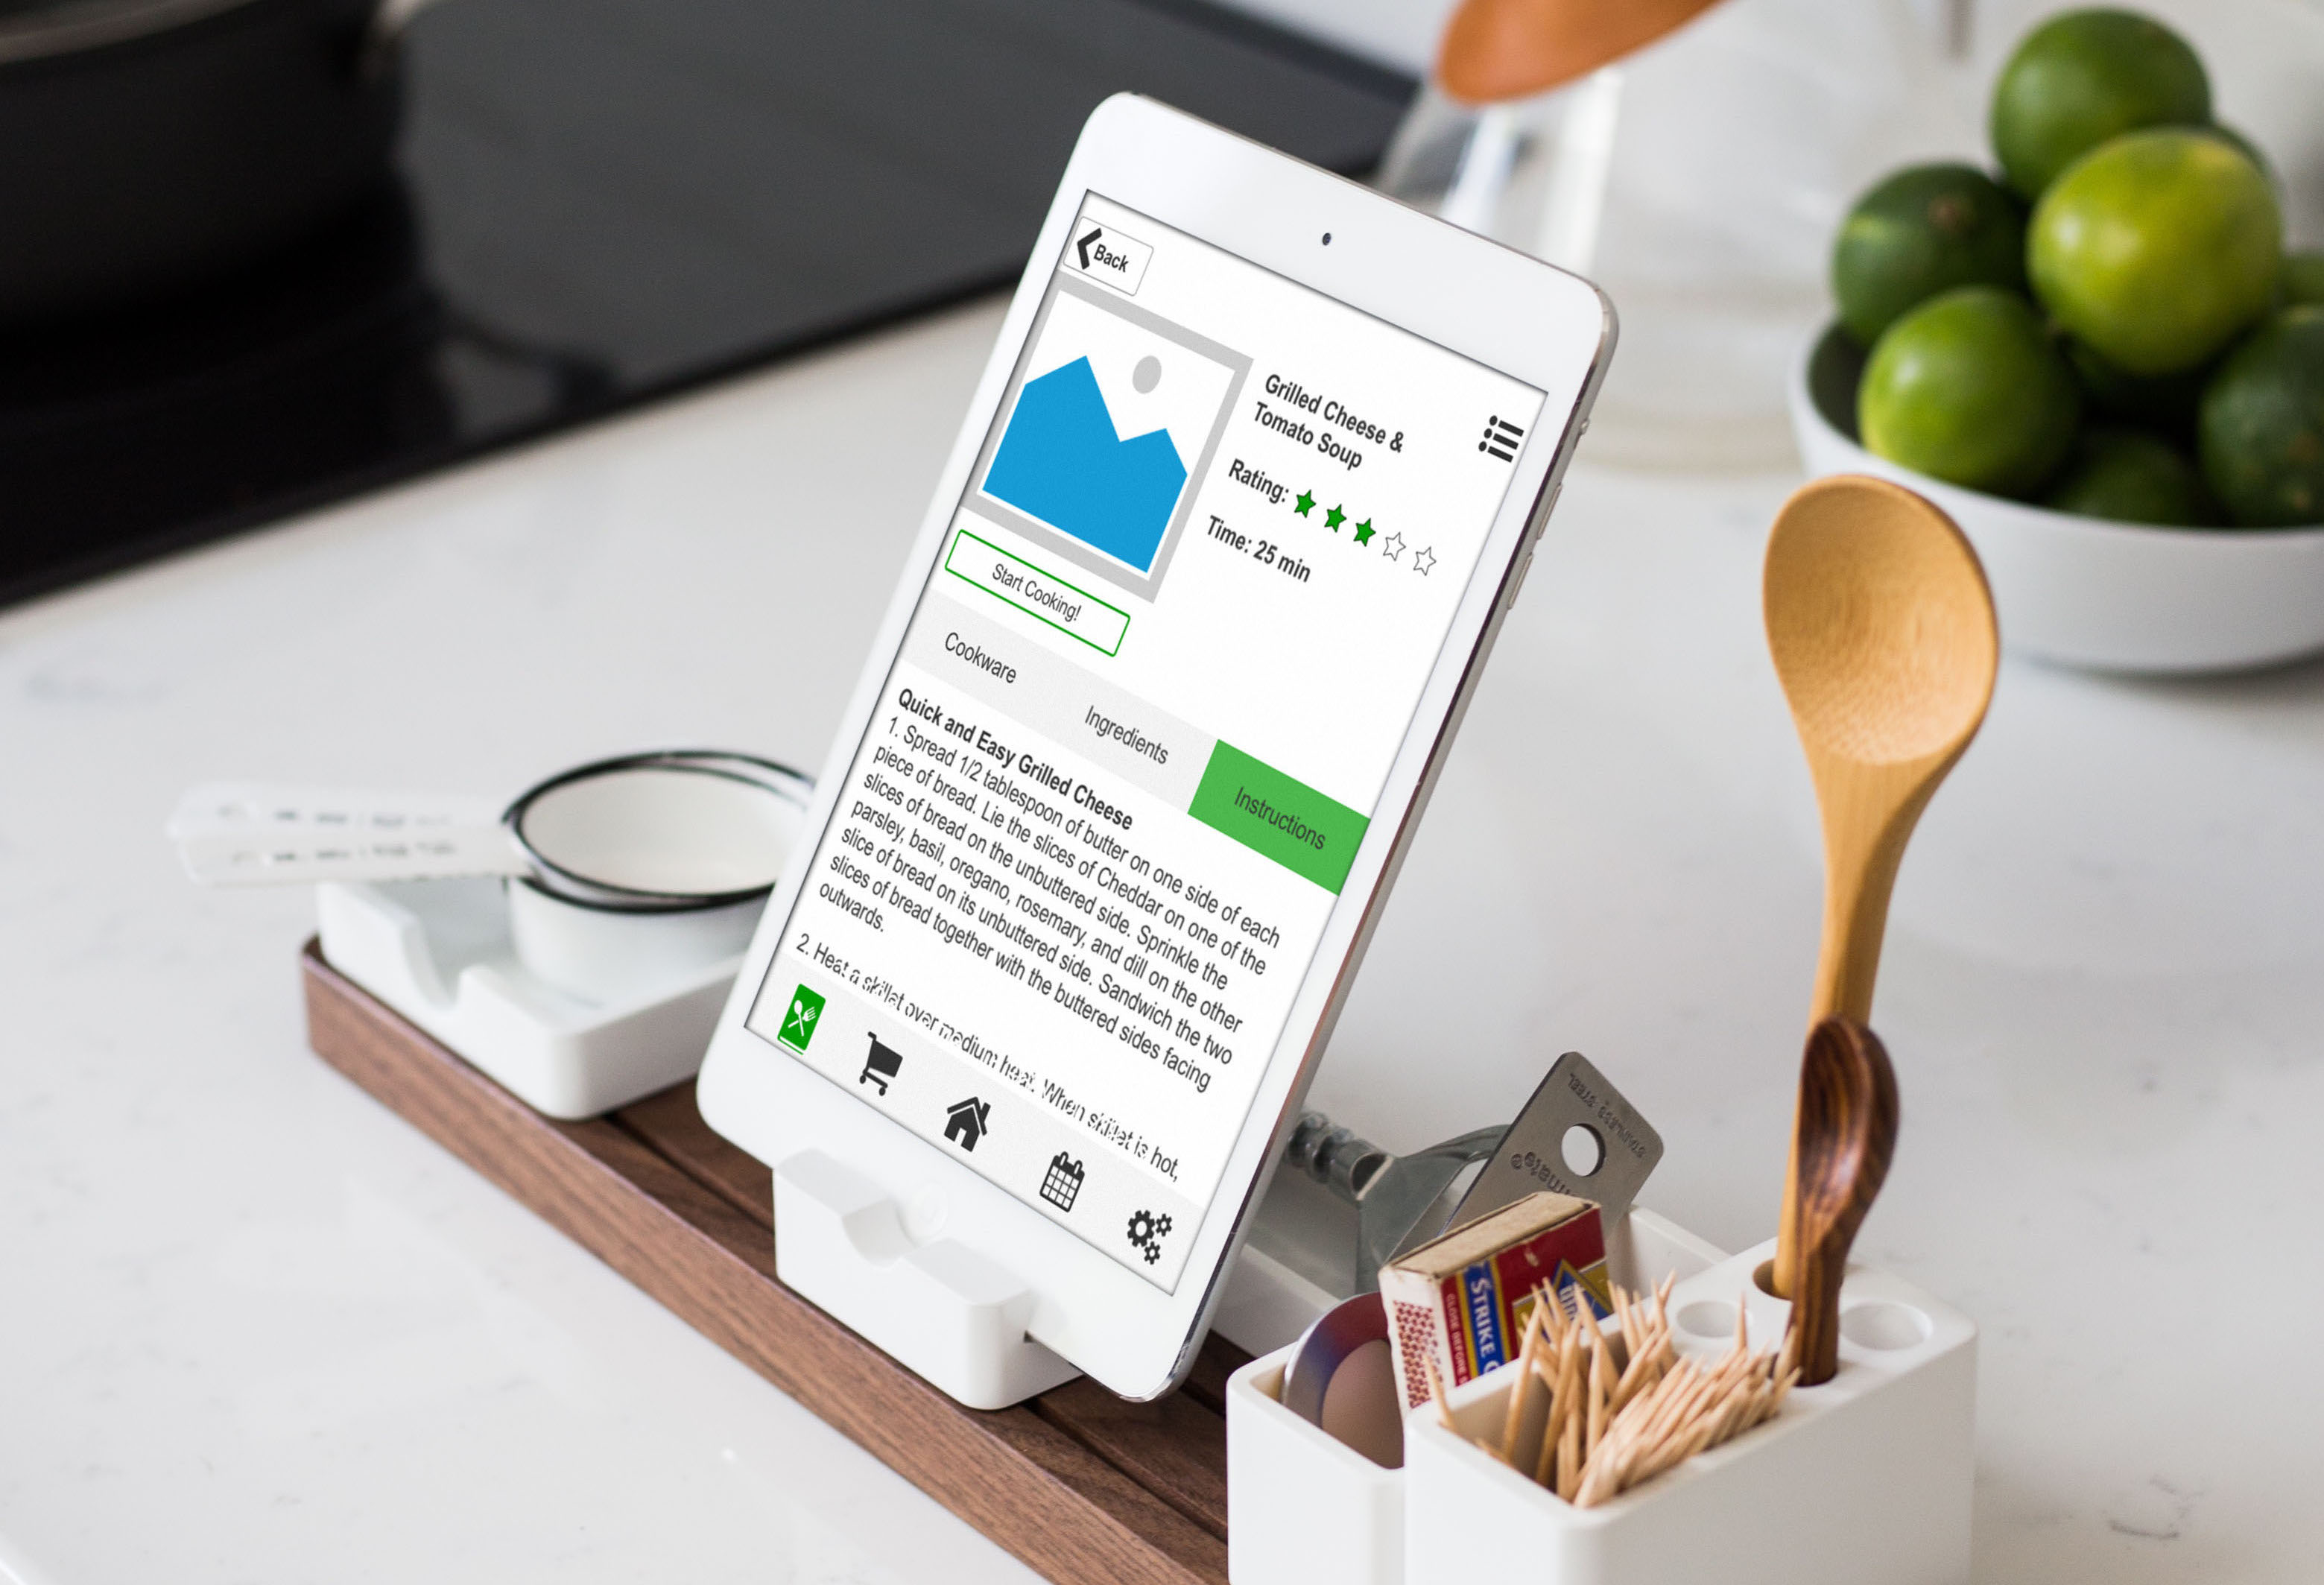 Back
Grilled Cheese &
Tomato Soup
Rating:
Time: 25 min
Start Cooking!
Cookware
Ingredients
Instructions
Quick and Easy Grilled Cheese
1. Spread 1/2 tablespoon of butter on one side of each
piece of bread. Lie the slices of Cheddar on one of the
slices of bread on the unbuttered side. Sprinkle the
parsley, basil, oregano, rosemary, and dill on the other
slice of bread on its unbuttered side. Sandwich the two
slices of bread together with the buttered sides facing
outwards.
2. Heat a skillet over medium heat. When skillet is hot,
STAINLESS STEEL
STRIKE
CLOSE BEFORE